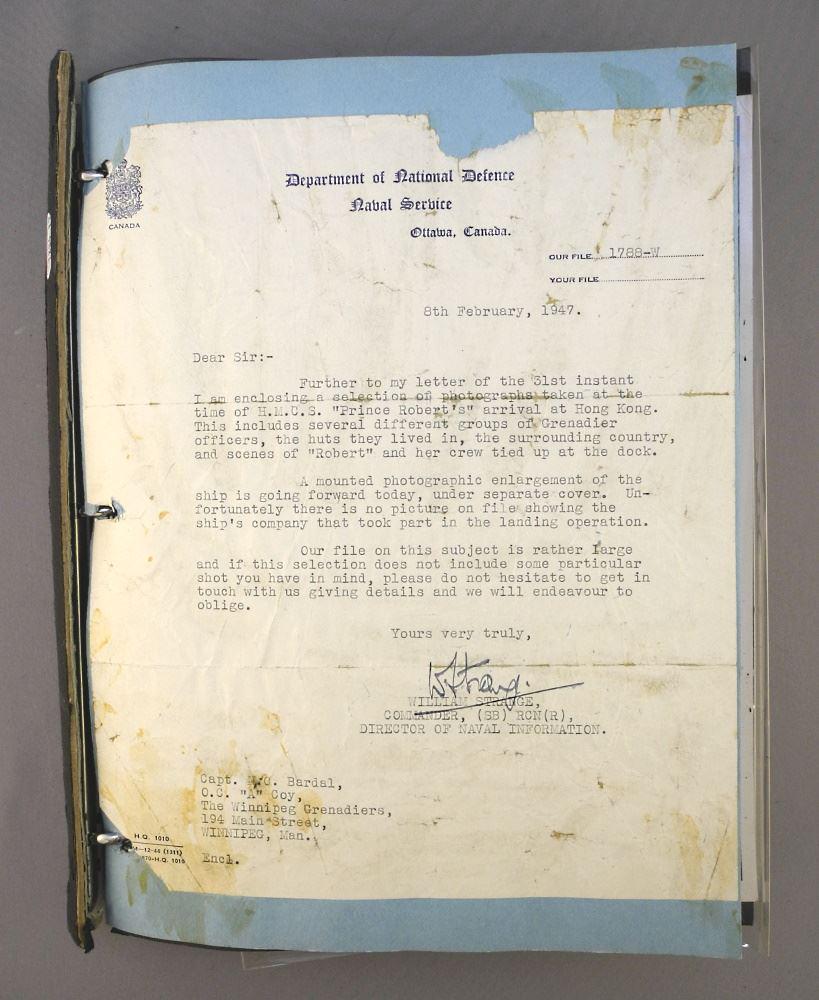 CANADA
Department of National Defence
Naval Service
Ottawa, Canada.
OUR FILE 1788-W
YOUR FILE
8th February, 1947.
Dear Sir:-
Further to my letter of the 31st instant
I am enclosing a selection of photographs taken at the
time of H.M.C.S. "Prince Robert's" arrival at Hong Kong.
This includes several different groups of Grenadier
officers, the huts they lived in, the surrounding country,
and scenes of "Robert" and her crew tied up at the dock.
A mounted photographic enlargement of the
ship is going forward today, under separate cover. Un-
fortunately there is no picture on file showing the
ship's company that took part in the landing operation.
Our file on this subject is rather large
and if this selection does not include some particular
shot you have in mind, please do not hesitate to get in
touch with us giving details and we will endeavour to
oblige.
Yours very truly,
W Strange.
WILLIAM STRANGE,
COMMANDER, (SB) RCN(R),
DIRECTOR OF NAVAL INFORMATION.
Capt. Bardal,
O.C. "A" Coy,
The Winnipeg Grenadiers,
194 Main Street,
WINNIPEG, Man.
H.Q. 1010
-12-44 (1311)
H.Q. 1010
Encl.